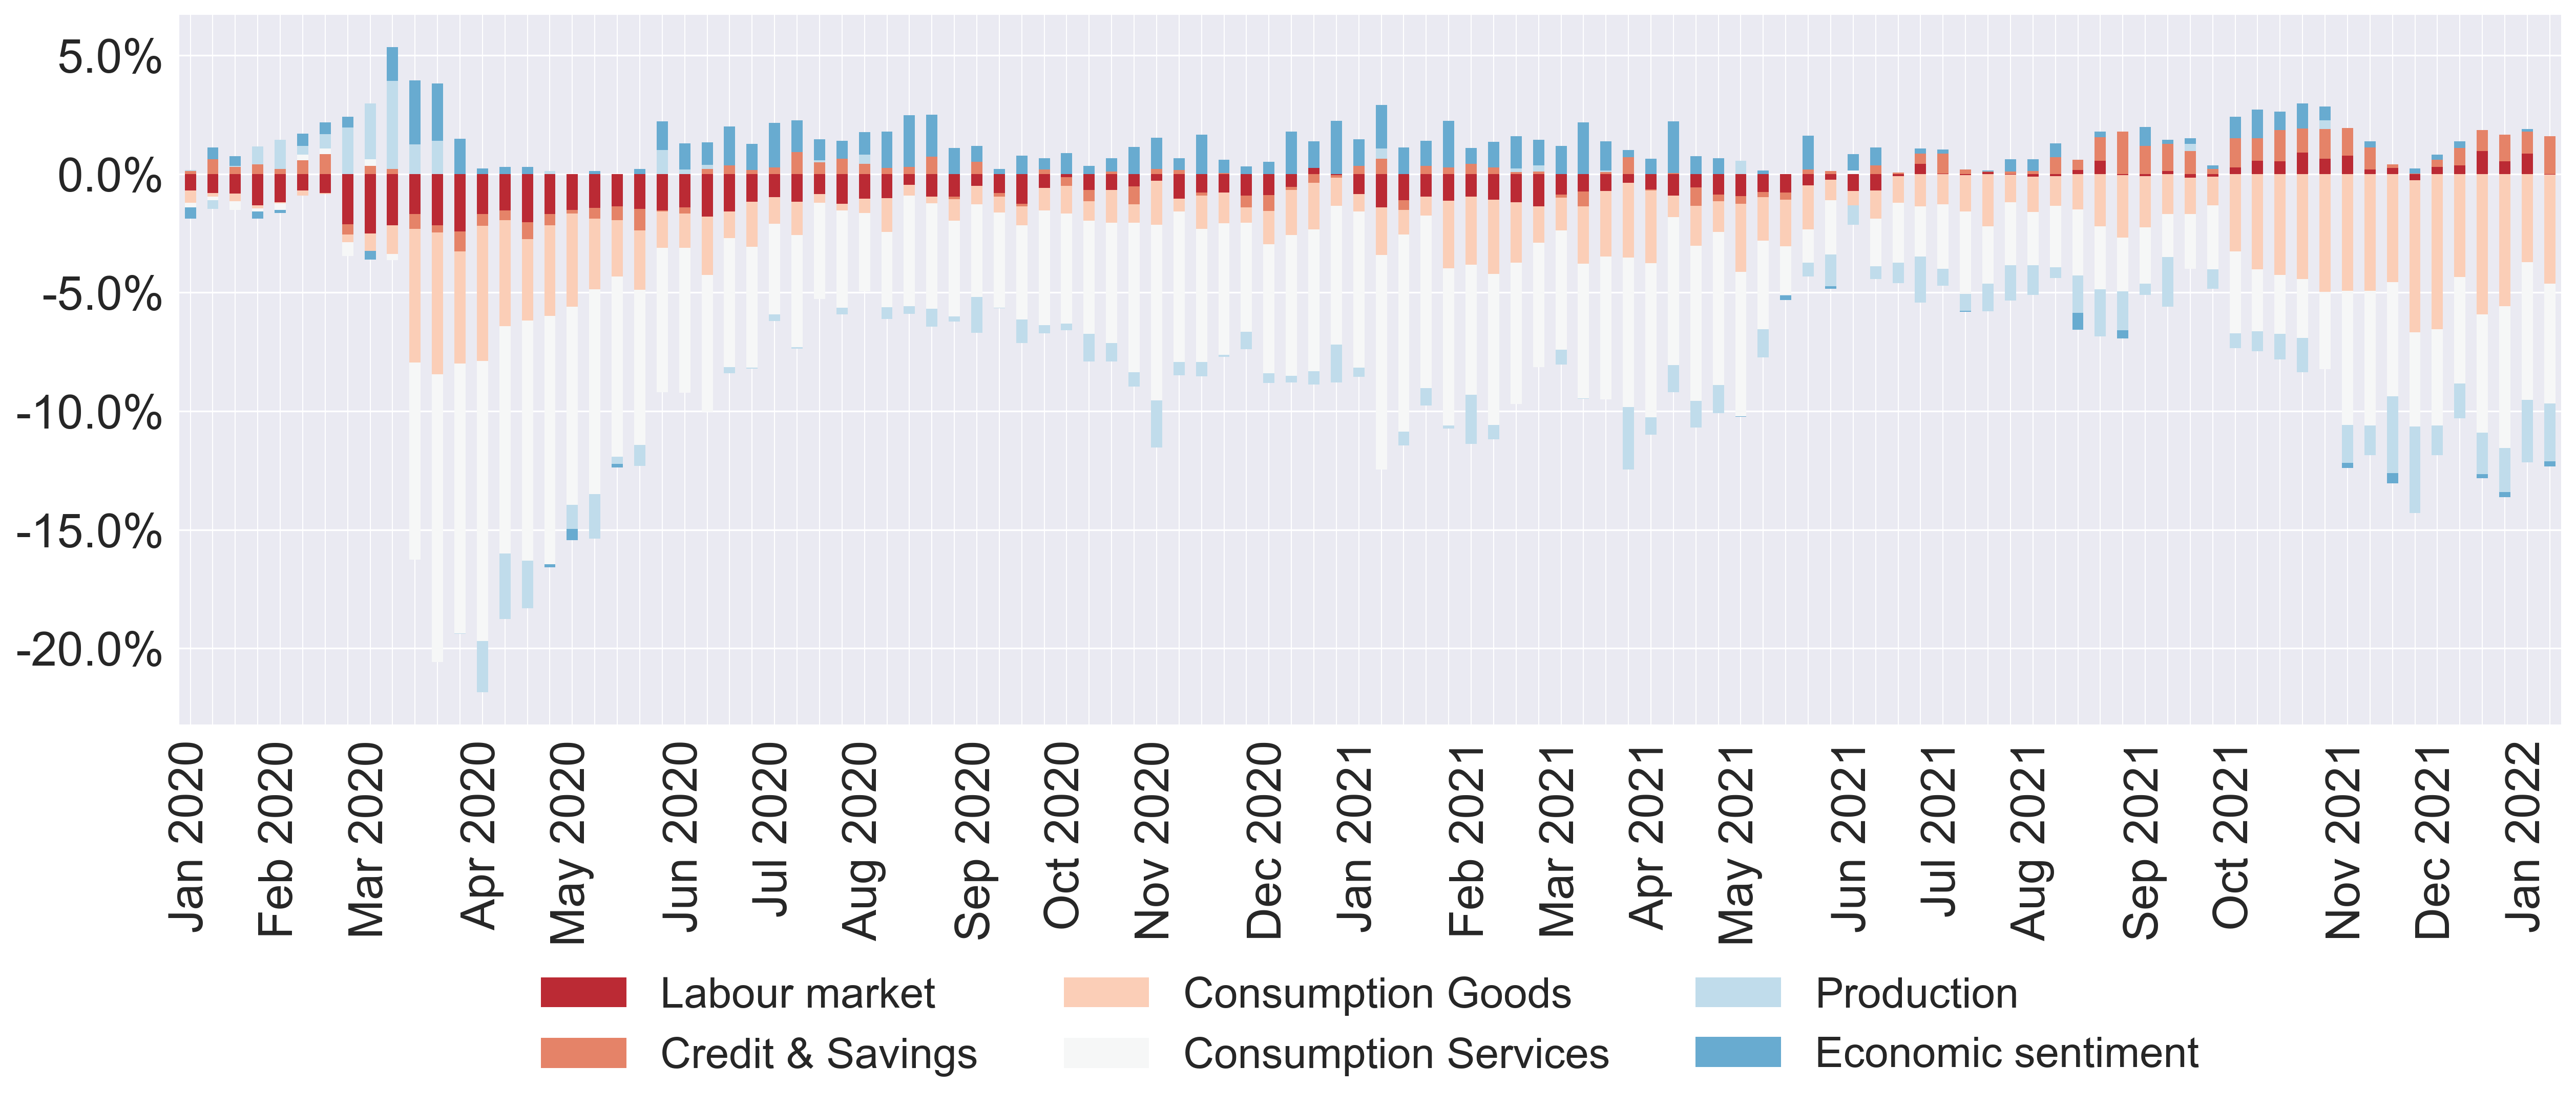 5.0%
0.0%
-5.0%
-10.0%
-15.0%
-20.0%
Jan 2020
Feb 2020
Mar 2020
Apr 2020
May 2020
Jun 2020
Jul 2020
Aug 2020
Sep 2020
Oct 2020
Nov 2020
Dec 2020
Jan 2021
Feb 2021
Mar 2021
Apr 2021
May 2021
Jun 2021
Jul 2021
Aug 2021
Sep 2021
Oct 2021
Nov 2021
Dec 2021
Jan 2022
Labour market
Consumption Goods
Production
Credit & Savings
Consumption Services
Economic sentiment